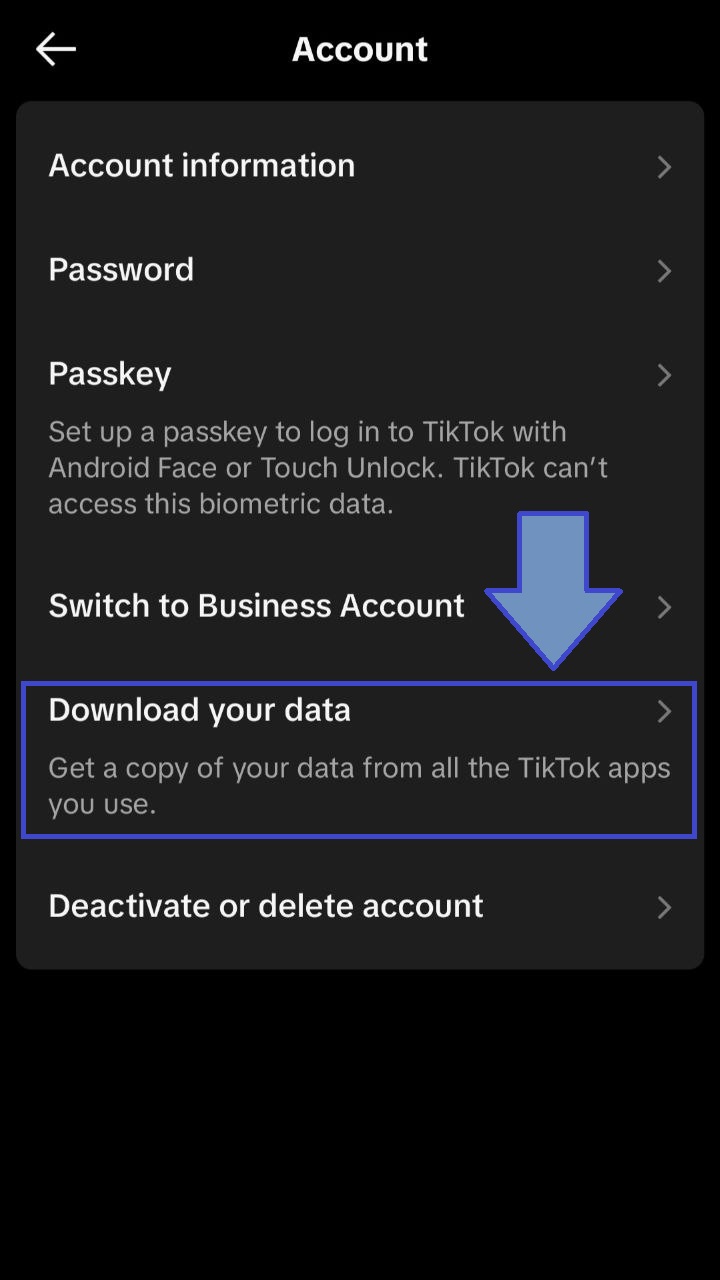 Account
Account information
Password
Passkey
Set up a passkey to log in to TikTok with
Android Face or Touch Unlock. TikTok can’t
access this biometric data.
Switch to Business Account
Download your data
Get a copy of your data from all the TikTok apps
you use.
Deactivate or delete account